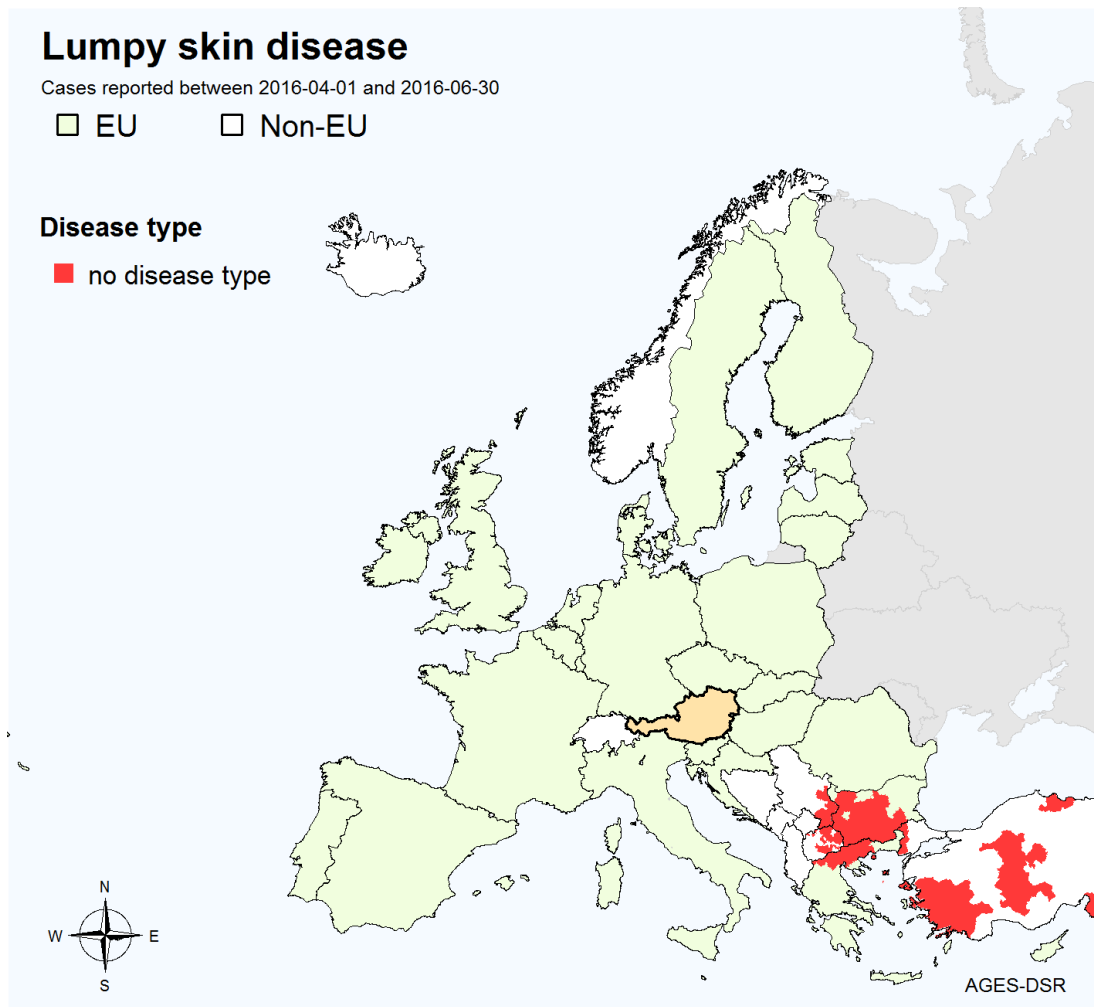 Lumpy skin disease
Cases reported between 2016-04-01 and 2016-06-30
EU Non-EU
Disease type
no disease type
N
W E
S
AGES-DSR